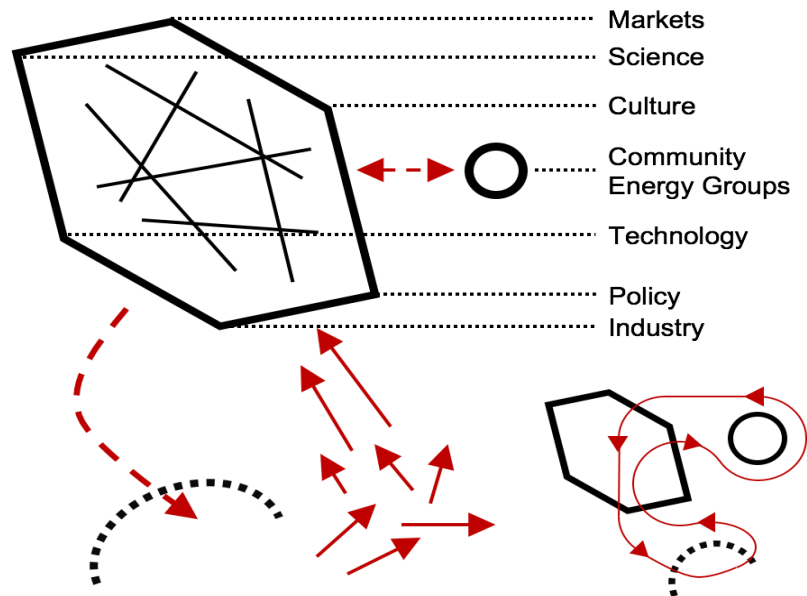 Markets
Science
Culture
Community
Energy Groups
Technology
Policy
Industry